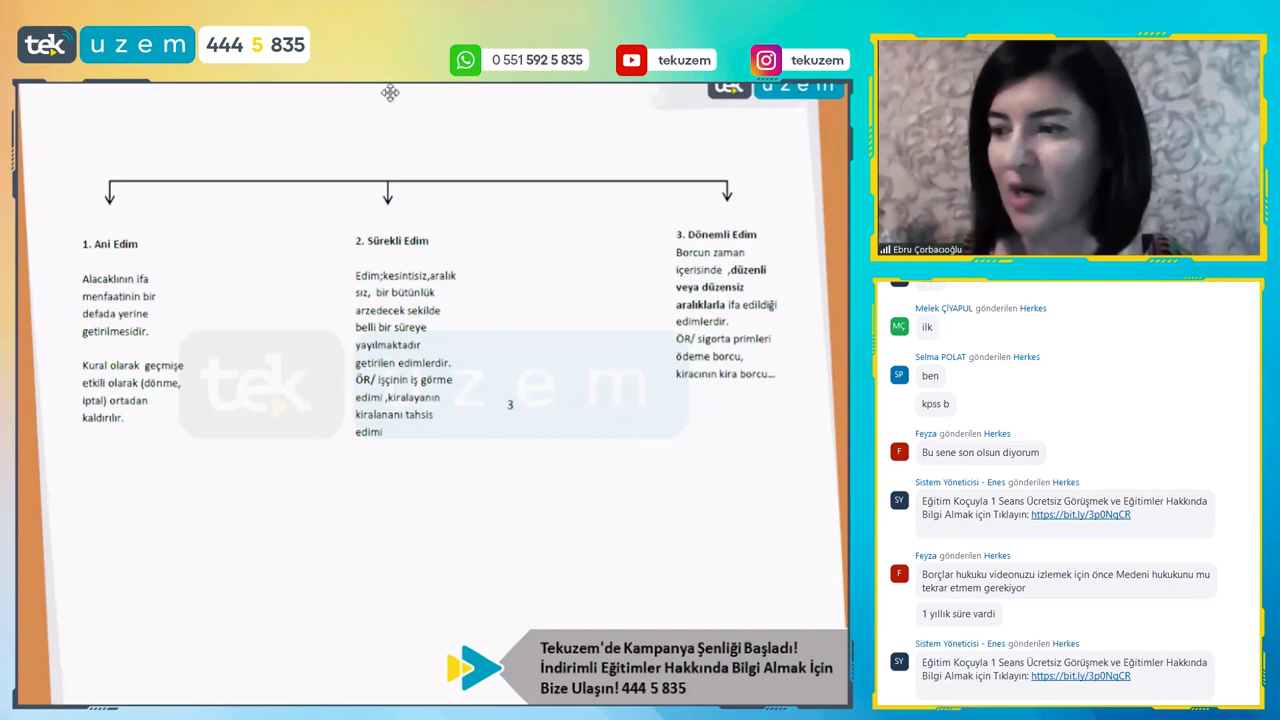 tek
uzem
444 5 835
0 551 592 5 835
tekuzem
tekuzem
tek
uzem
1. Ani Edim
Alacaklının ifa
menfaatinin bir
defada yerine
getirilmesidir.
Kural olarak geçmişe
etkili olarak (dönme,
iptal) ortadan
kaldırılır.
2. Sürekli Edim
Edim;kesintisiz,aralık
sız, bir bütünlük
arzedecek sekilde
belli bir süreye
yayılmaktadır
getirilen edimlerdir.
ÖR/ işçinin iş görme
edimi ,kiralayanın
kiralananı tahsis
edimi
3. Dönemli Edim
Borcun zaman
içerisinde ,düzenli
veya düzensiz
aralıklarla ifa edildiği
edimlerdir.
ÖR/ sigorta primleri
ödeme borcu,
kiracının kira borcu...
3
tek uzem
Tekuzem'de Kampanya Şenliği Başladı!
İndirimli Eğitimler Hakkında Bilgi Almak İçin
Bize Ulaşın! 444 5 835
Ebru Çorbacıoğlu
Melek ÇİYAPUL gönderilen Herkes
MÇ
ilk
Selma POLAT gönderilen Herkes
SP
ben
kpss b
Feyza gönderilen Herkes
F
Bu sene son olsun diyorum
Sistem Yöneticisi - Enes gönderilen Herkes
SY
Eğitim Koçuyla 1 Seans Ücretsiz Görüşmek ve Eğitimler Hakkında
Bilgi Almak için Tıklayın: https://bit.ly/3p0NqCR
Feyza gönderilen Herkes
F
Borçlar hukuku videonuzu izlemek için önce Medeni hukukunu mu
tekrar etmem gerekiyor
1 yıllık süre vardi
Sistem Yöneticisi - Enes gönderilen Herkes
SY
Eğitim Koçuyla 1 Seans Ücretsiz Görüşmek ve Eğitimler Hakkında
Bilgi Almak için Tıklayın: https://bit.ly/3p0NqCR